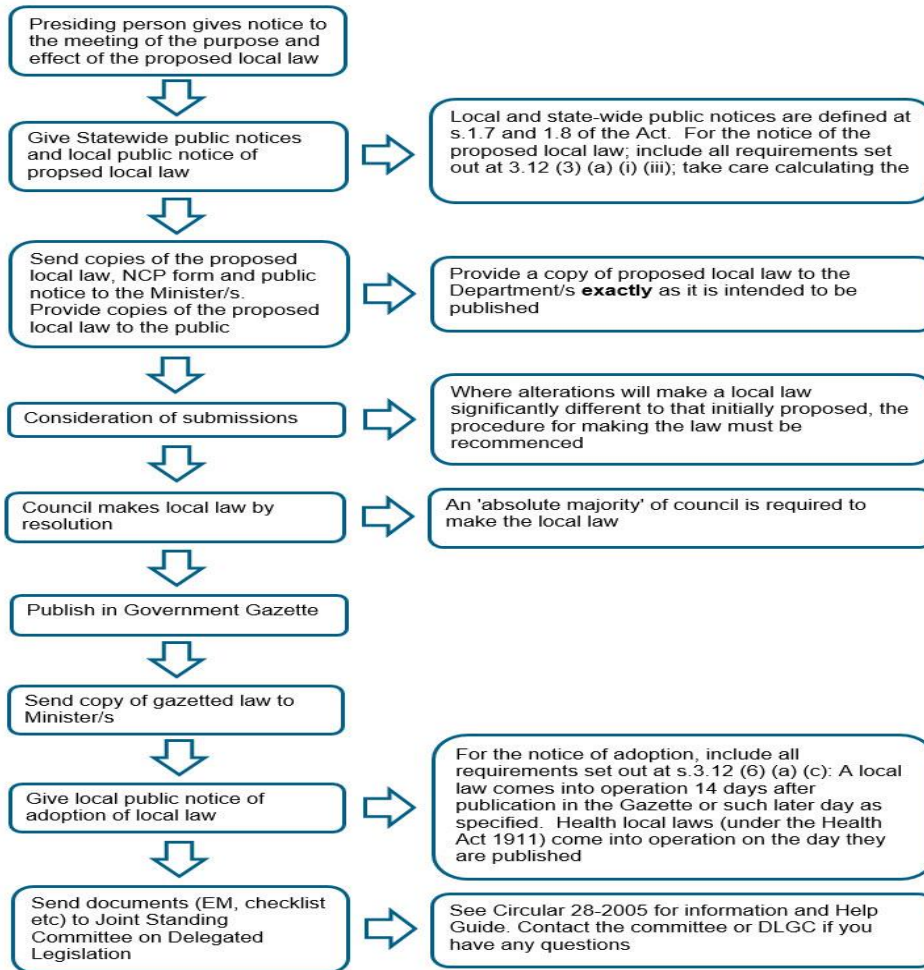 Presiding person gives notice to
the meeting of the purpose and
effect of the proposed local law
Give Statewide public notices
and local public notice of
propsed local law
Local and state-wide public notices are defined at
s.1.7 and 1.8 of the Act. For the notice of the
proposed local law; include all requirements set
out at 3.12 (3) (a) (i) (iii); take care calculating the
Send copies of the proposed
local law, NCP form and public
notice to the Minister/s.
Provide copies of the proposed
local law to the public
Provide a copy of proposed local law to the
Department/s exactly as it is intended to be
published
Consideration of submissions
Where alterations will make a local law
significantly different to that initially proposed, the
procedure for making the law must be
recommenced
Council makes local law by
resolution
An 'absolute majority' of council is required to
make the local law
Publish in Government Gazette
Send copy of gazetted law to
Minister/s
Give local public notice of
adoption of local law
For the notice of adoption, include all
requirements set out at s.3.12 (6) (a) (c): A local
law comes into operation 14 days after
publication in the Gazette or such later day as
specified. Health local laws (under the Health
Act 1911) come into operation on the day they
are published
Send documents (EM, checklist
etc) to Joint Standing
Committee on Delegated
Legislation
See Circular 28-2005 for information and Help
Guide. Contact the committee or DLGC if you
have any questions